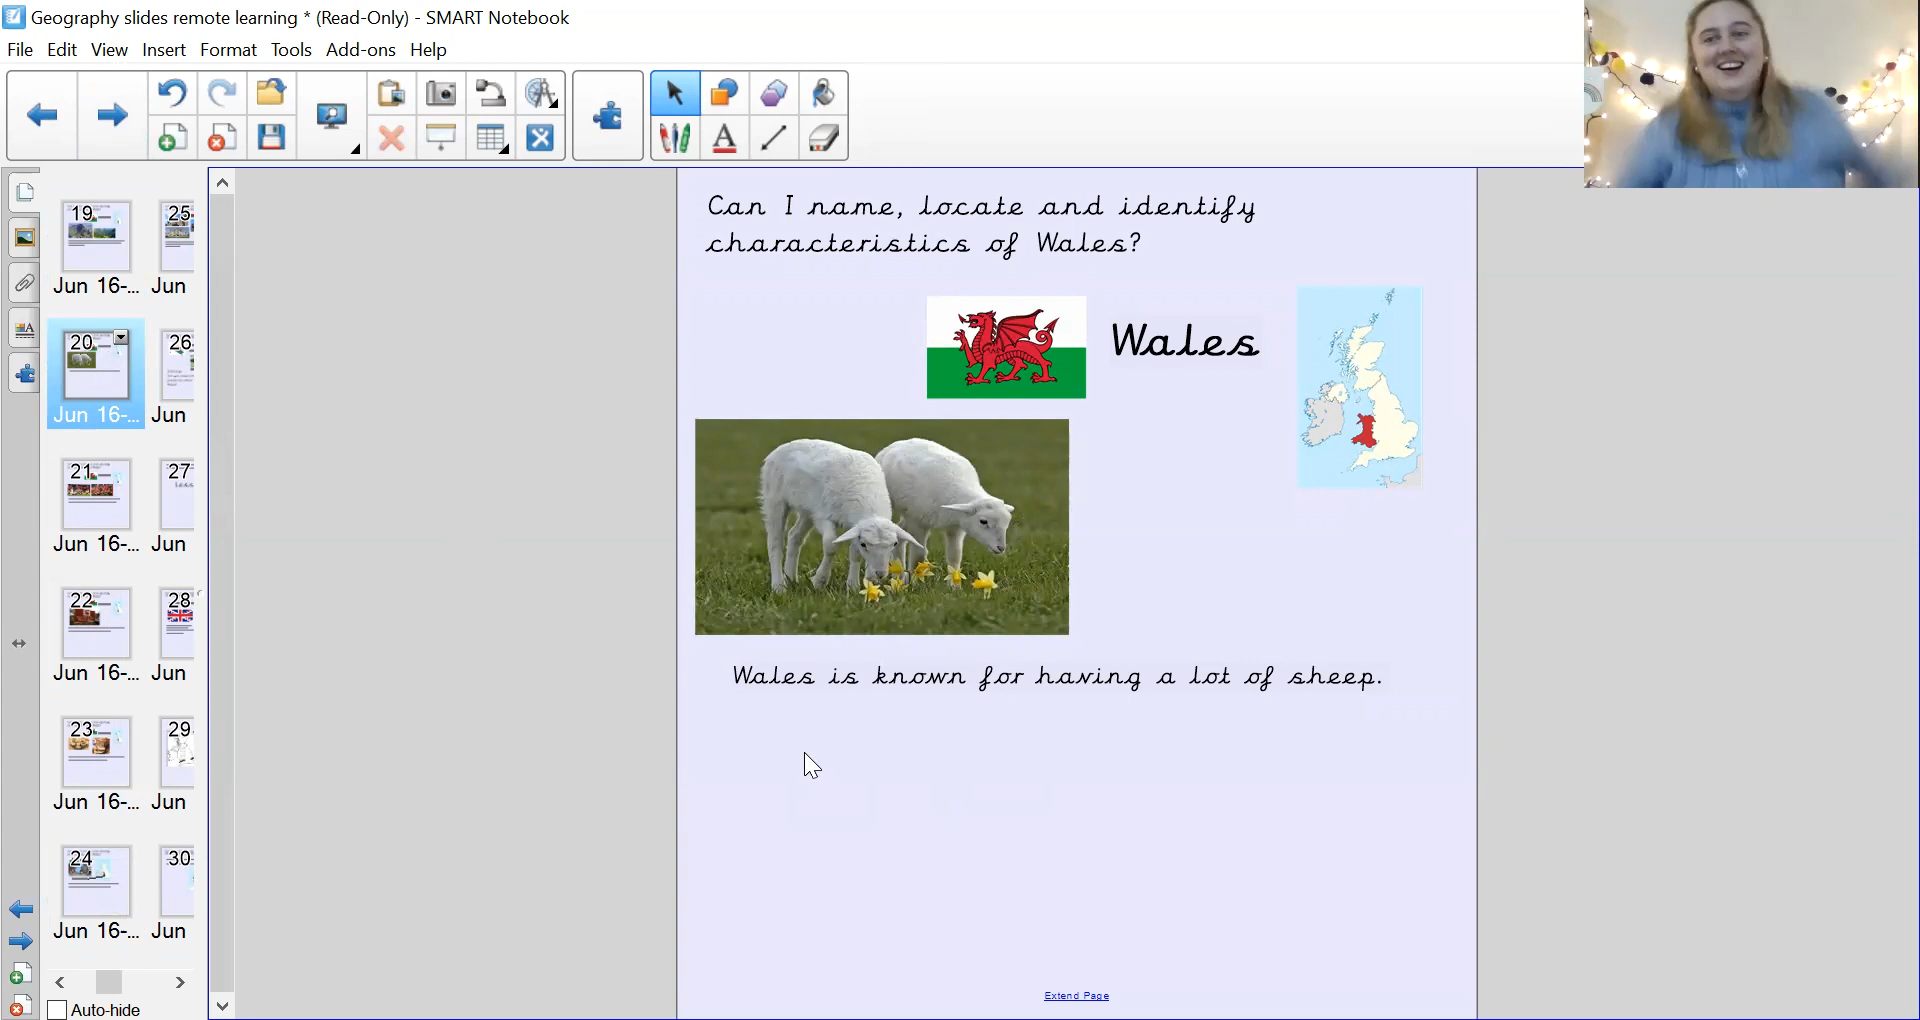 Geography slides remote learning * (Read-Only) - SMART Notebook
File Edit View Insert Format Tools Add-ons Help
Can I name, locate and identify
characteristics of Wales?
Wales
Wales is known for having a lot of sheep.
Extend Page
19 25
Jun 16-... Jun
20 26
Jun 16-... Jun
21 27
Jun 16-... Jun
22 28
Jun 16-... Jun
23 29
Jun 16-... Jun
24 30
Jun 16-... Jun
Auto-hide